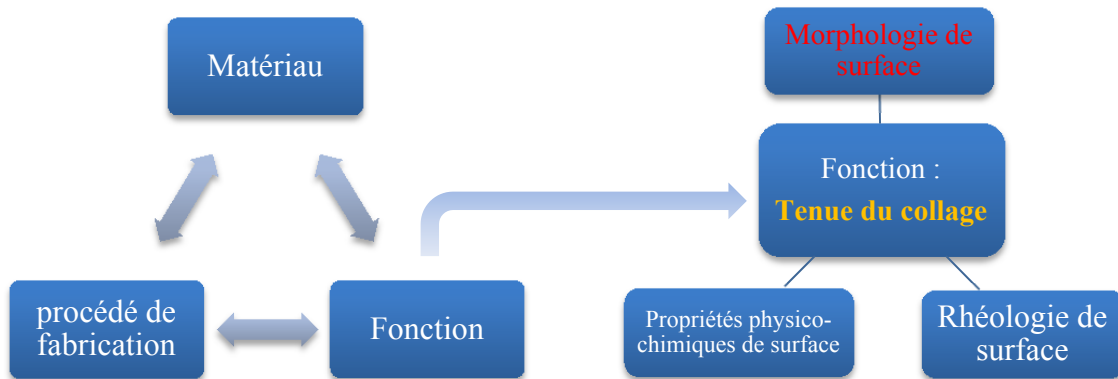 Matériau
procédé de
fabrication
Fonction
Morphologie de
surface
Fonction :
Tenue du collage
Propriétés physico-
chimiques de surface
Rhéologie de
surface